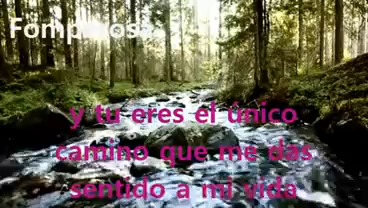 y tu eres el único
camino que me das
sentido a mi vida